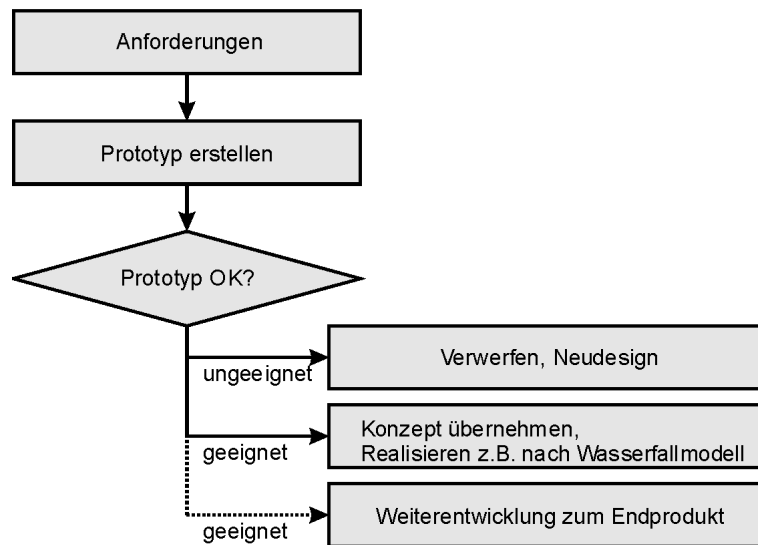 Anforderungen
Prototyp erstellen
Prototyp OK?
ungeeignet
Verwerfen, Neudesign
geeignet
Konzept übernehmen,
Realisieren z.B. nach Wasserfallmodell
geeignet
Weiterentwicklung zum Endprodukt